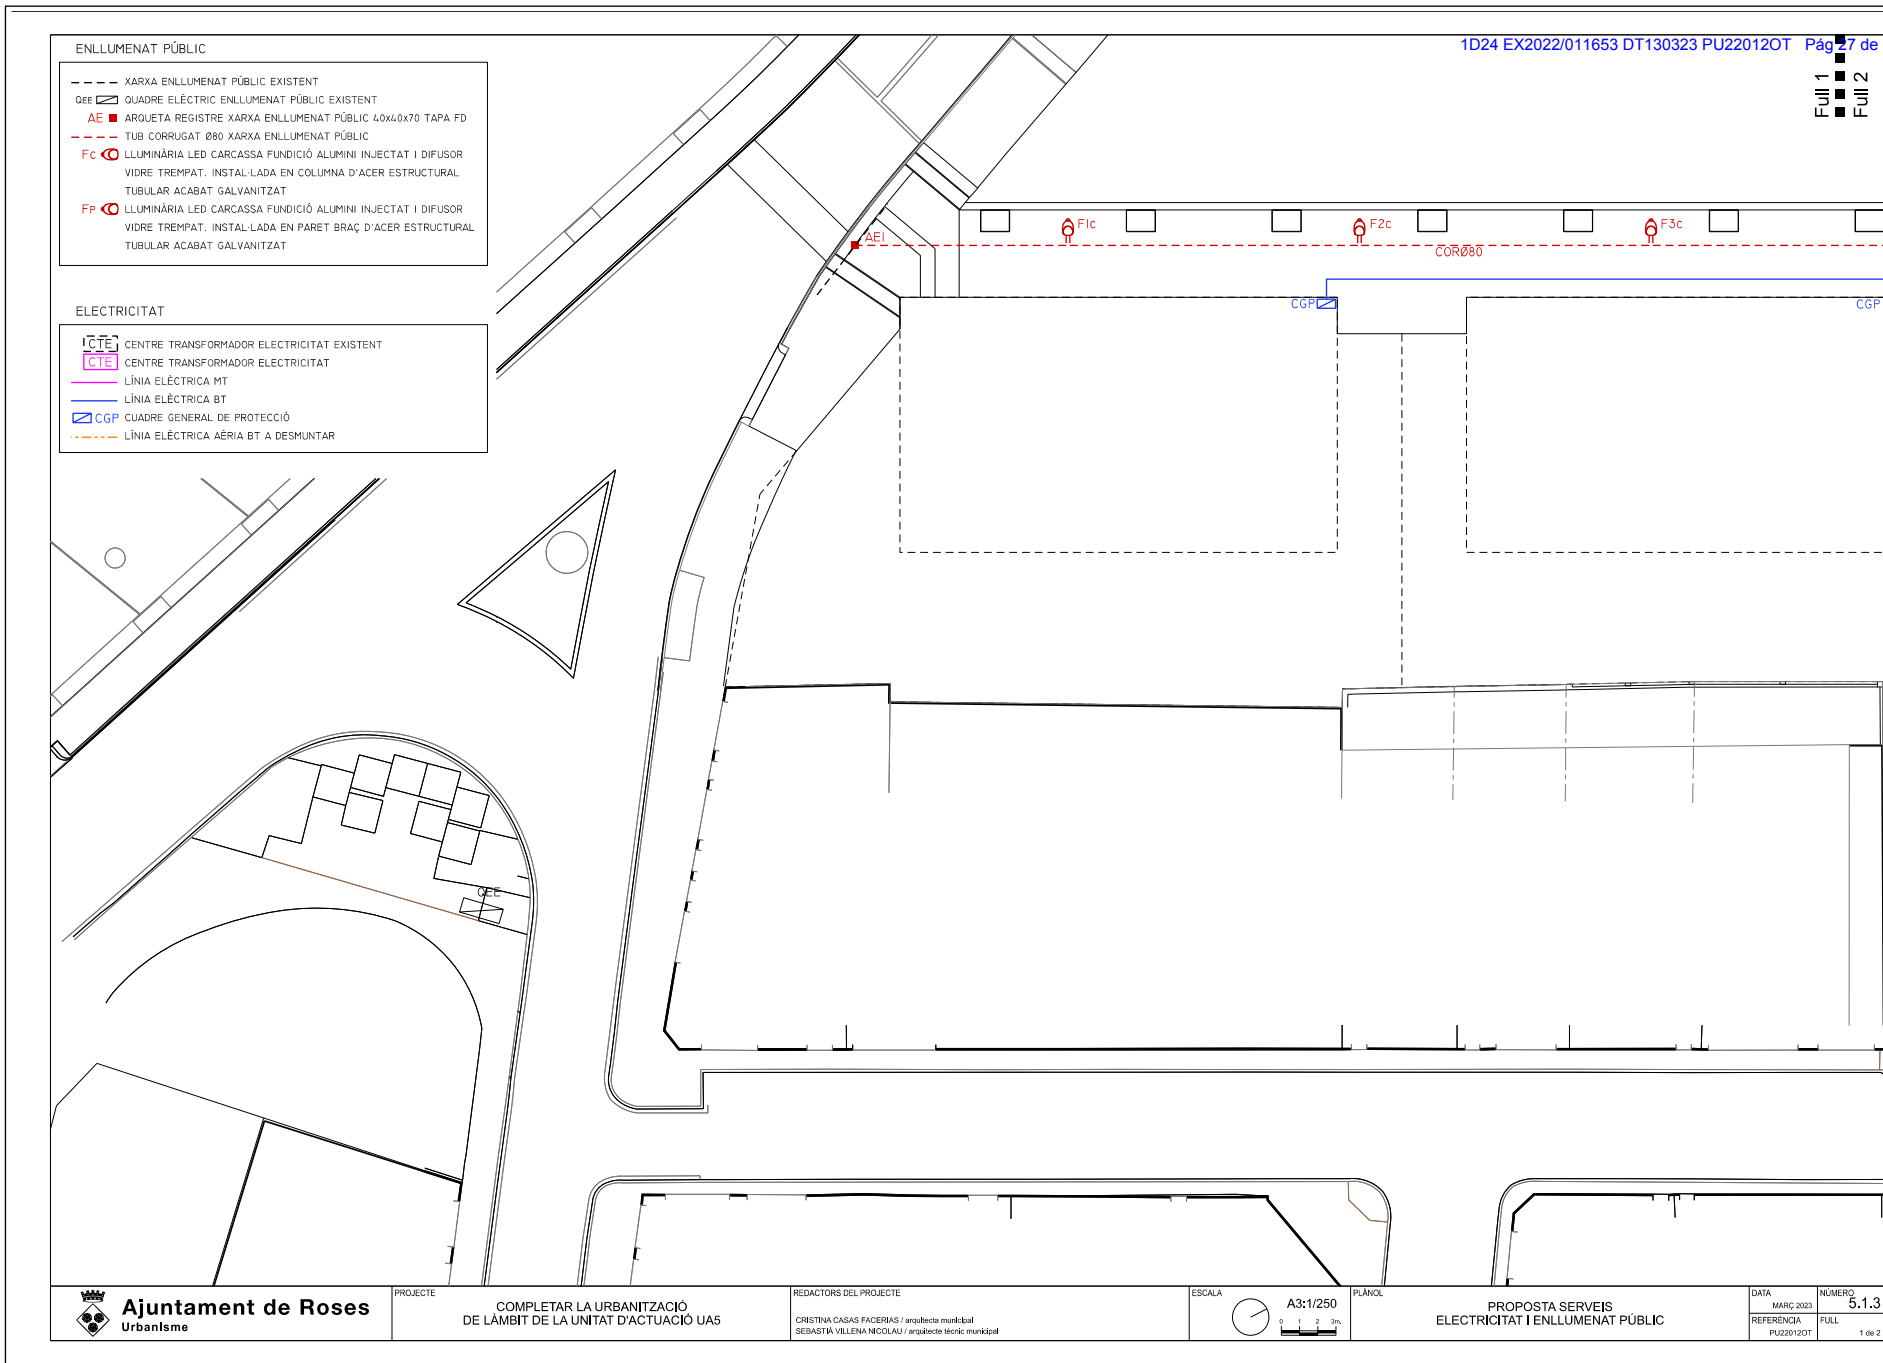 1D24 EX2022/011653 DT130323 PU22012OT Pág 27 de
Full 1
Full 2
ENLLUMENAT PÚBLIC
XARXA ENLLUMENAT PÚBLIC EXISTENT
QEE QUADRE ELÈCTRIC ENLLUMENAT PÚBLIC EXISTENT
AE ARQUETA REGISTRE XARXA ENLLUMENAT PÚBLIC 40x40x70 TAPA FD
TUB CORRUGAT Ø80 XARXA ENLLUMENAT PÚBLIC
Fc LLUMINÀRIA LED CARCASSA FUNDICIÓ ALUMINI INJECTAT I DIFUSOR
VIDRE TREMPAT. INSTAL·LADA EN COLUMNA D'ACER ESTRUCTURAL
TUBULAR ACABAT GALVANITZAT
FP LLUMINÀRIA LED CARCASSA FUNDICIÓ ALUMINI INJECTAT I DIFUSOR
VIDRE TREMPAT. INSTAL·LADA EN PARET BRAÇ D'ACER ESTRUCTURAL
TUBULAR ACABAT GALVANITZAT
ELECTRICITAT
CTE CENTRE TRANSFORMADOR ELECTRICITAT EXISTENT
CTE CENTRE TRANSFORMADOR ELECTRICITAT
LÍNIA ELÈCTRICA MT
LÍNIA ELÈCTRICA BT
CGP CUADRE GENERAL DE PROTECCIÓ
LÍNIA ELÈCTRICA AÈRIA BT A DESMUNTAR
AE1
F1c
F2c
F3c
CORØ80
CGP
CGP
QEE
Ajuntament de Roses
Urbanisme
PROJECTE
COMPLETAR LA URBANITZACIÓ
DE LÀMBIT DE LA UNITAT D'ACTUACIÓ UA5
REDACTORS DEL PROJECTE
CRISTINA CASAS FACERIAS / arquitecta municipal
SEBASTIÀ VILLENA NICOLAU / arquitecte tècnic municipal
ESCALA
A3:1/250
0 1 2 3m.
PLÀNOL
PROPOSTA SERVEIS
ELECTRICITAT I ENLLUMENAT PÚBLIC
DATA
MARÇ 2023
REFERÈNCIA
PU22012OT
NÚMERO
5.1.3
FULL
1 de 2